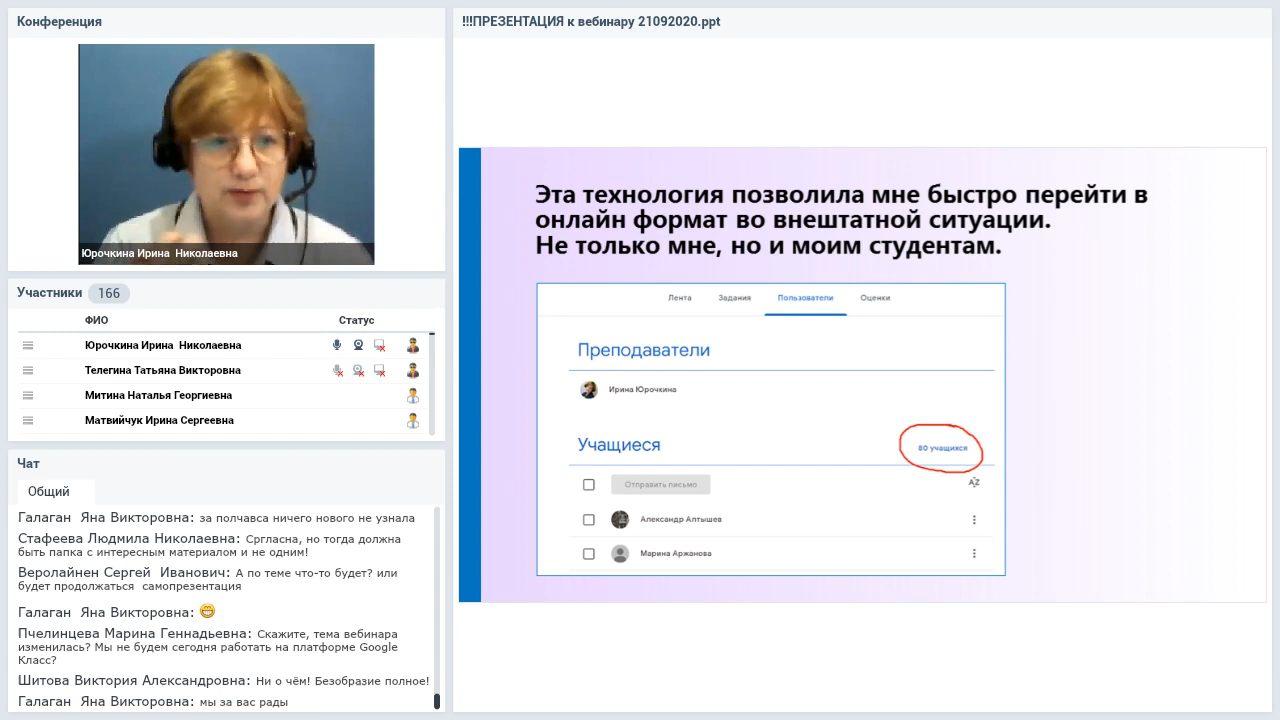 Конференция
Юрочкина Ирина Николаевна
Участники 166
ФИО Статус
Юрочкина Ирина Николаевна
Телегина Татьяна Викторовна
Митина Наталья Георгиевна
Матвийчук Ирина Сергеевна
Чат
Общий
Галаган Яна Викторовна: за полчавса ничего нового не узнала
Стафеева Людмила Николаевна: Сргласна, но тогда должна
быть папка с интересным материалом и не одним!
Веролайнен Сергей Иванович: А по теме что-то будет? или
будет продолжаться самопрезентация
Галаган Яна Викторовна:
Пчелинцева Марина Геннадьевна: Скажите, тема вебинара
изменилась? Мы не будем сегодня работать на платформе Google
Класс?
Шитова Виктория Александровна: Ни о чём! Безобразие полное!
Галаган Яна Викторовна: мы за вас рады
!!!ПРЕЗЕНТАЦИЯ к вебинару 21092020.ppt
Эта технология позволила мне быстро перейти в
онлайн формат во внештатной ситуации.
Не только мне, но и моим студентам.
Лента Задания Пользователи Оценки
Преподаватели
Ирина Юрочкина
Учащиеся 80 учащихся
Отправить письмо AZ
Александр Алтышев
Марина Аржанова